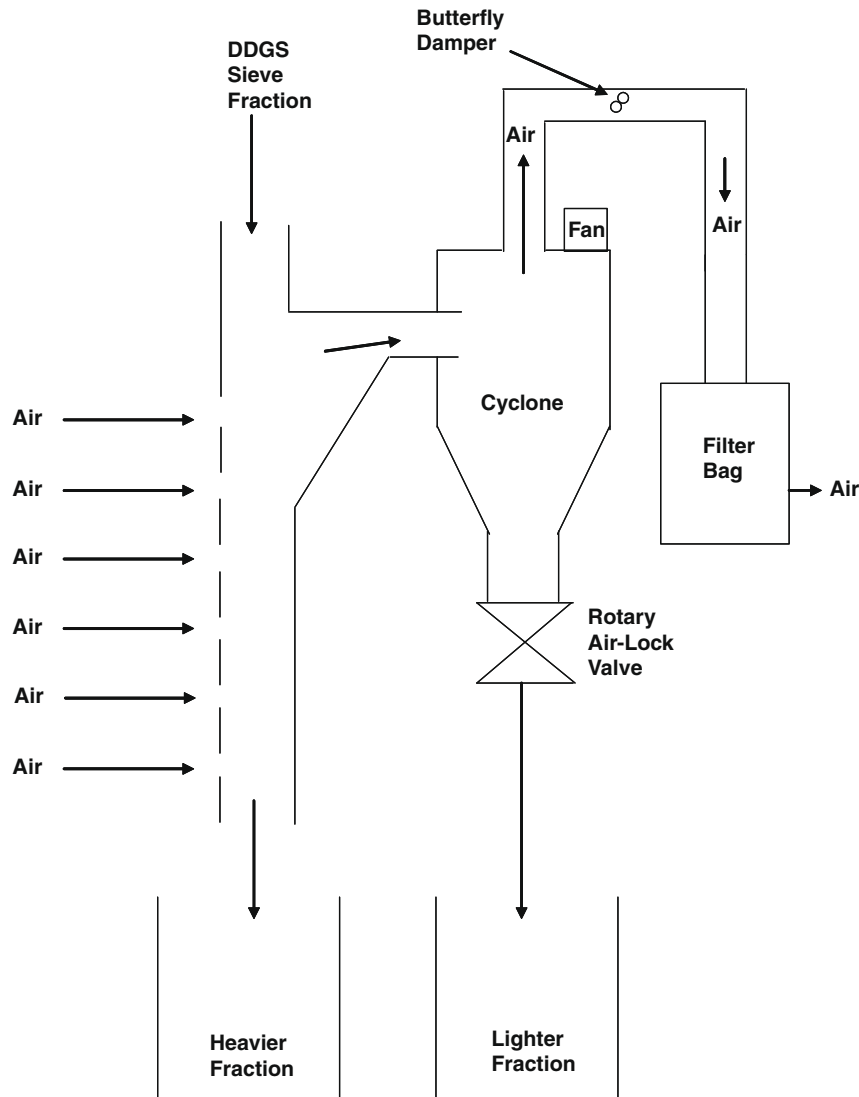 Butterfly
Damper
DDGS
Sieve
Fraction
Air
Fan
Air
Cyclone
Filter
Bag
Air
Air
Air
Air
Air
Air
Air
Rotary
Air-Lock
Valve
Heavier
Fraction
Lighter
Fraction